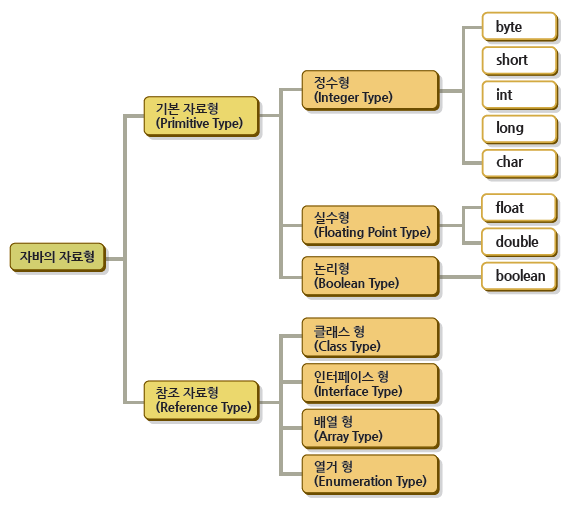 자바의 자료형
기본 자료형
(Primitive Type)
정수형
(Integer Type)
byte
short
int
long
char
실수형
(Floating Point Type)
float
double
논리형
(Boolean Type)
boolean
참조 자료형
(Reference Type)
클래스 형
(Class Type)
인터페이스 형
(Interface Type)
배열 형
(Array Type)
열거 형
(Enumeration Type)